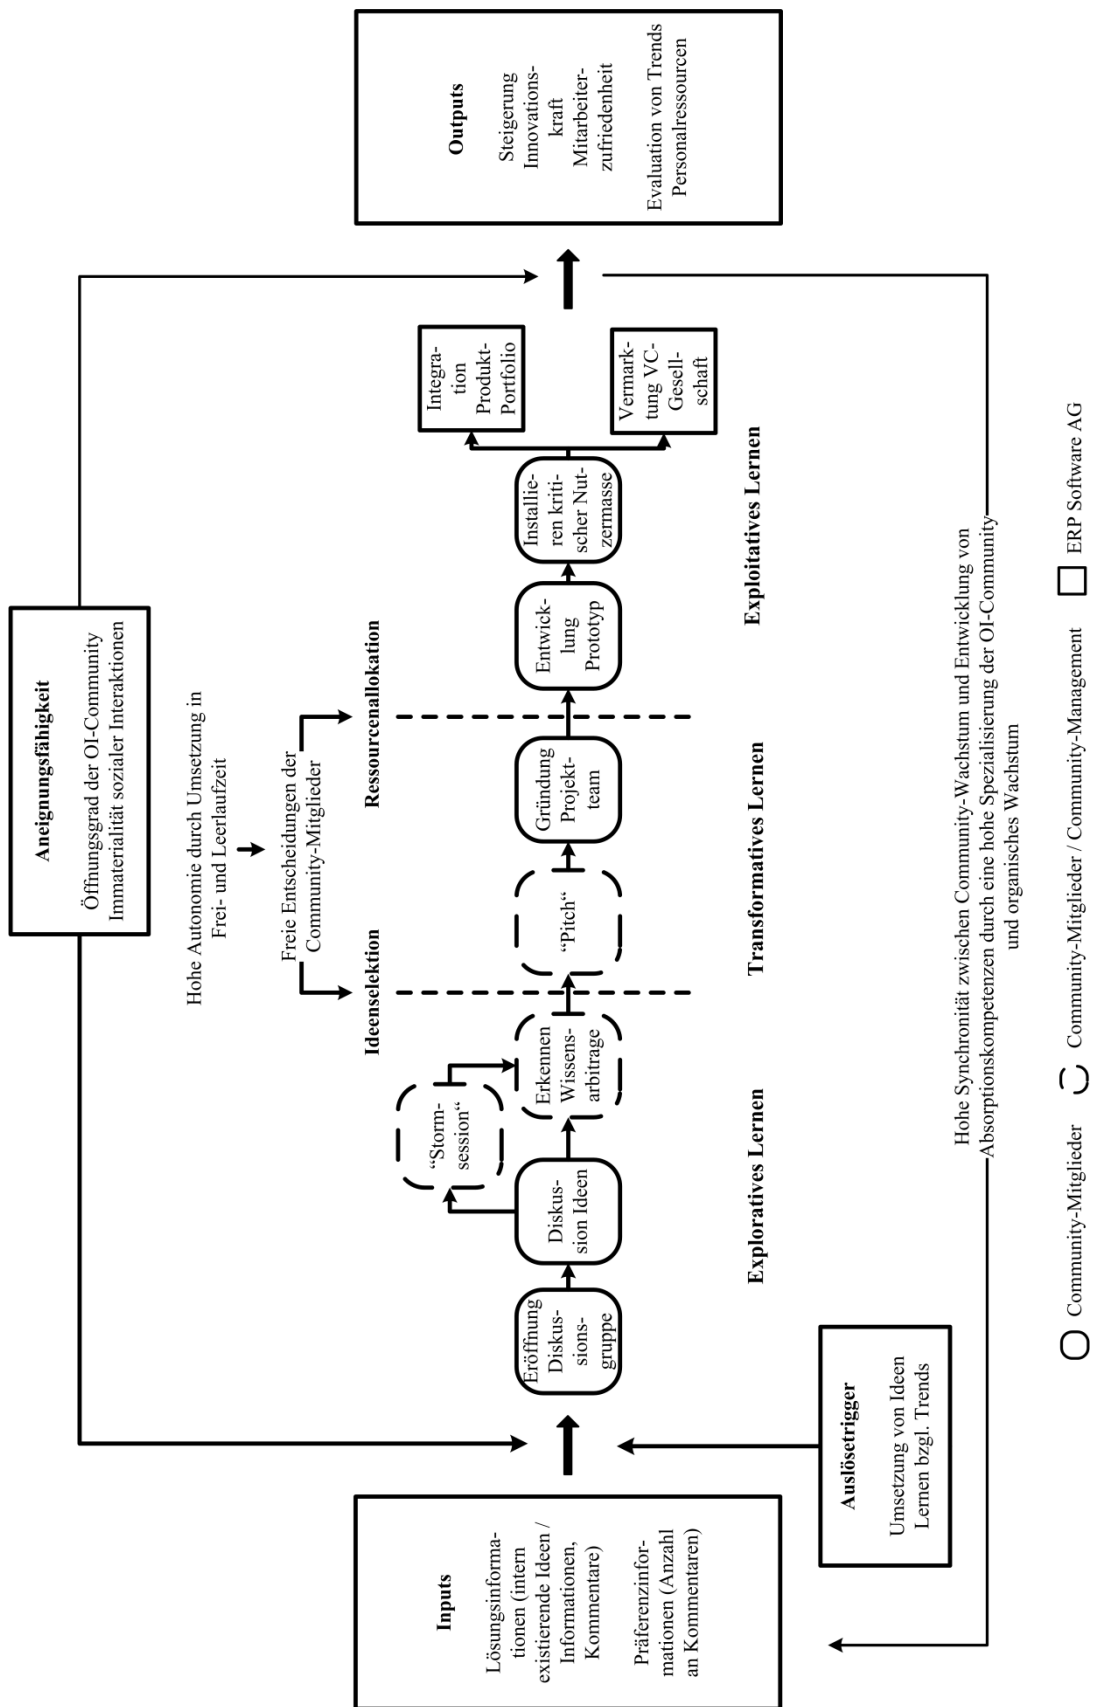 Aneignungsfähigkeit
Öffnungsgrad der OI-Community
Immaterialität sozialer Interaktionen
Hohe Autonomie durch Umsetzung in
Frei- und Leerlaufzeit
Freie Entscheidungen der
Community-Mitglieder
Ideenselektion
Ressourcenallokation
Inputs
Lösungsinforma-
tionen (intern
existierende Ideen /
Informationen,
Kommentare)
Präferenzinfor-
mationen (Anzahl
an Kommentaren)
Eröffnung
Diskus-
sions-
gruppe
Diskus-
sion Ideen
“Storm-
session“
Erkennen
Wissens-
arbitrage
“Pitch“
Gründung
Projekt-
team
Entwick-
lung
Prototyp
Installie-
ren kriti-
scher Nut-
zermasse
Integra-
tion
Produkt-
Portfolio
Vermark-
tung VC-
Gesell-
schaft
Outputs
Steigerung
Innovations-
kraft
Mitarbeiter-
zufriedenheit
Evaluation von Trends
Personalressourcen
Exploratives Lernen
Transformatives Lernen
Exploitatives Lernen
Auslösetrigger
Umsetzung von Ideen
Lernen bzgl. Trends
Hohe Synchronität zwischen Community-Wachstum und Entwicklung von
Absorptionskompetenzen durch eine hohe Spezialisierung der OI-Community
und organisches Wachstum
Community-Mitglieder
Community-Mitglieder / Community-Management
ERP Software AG